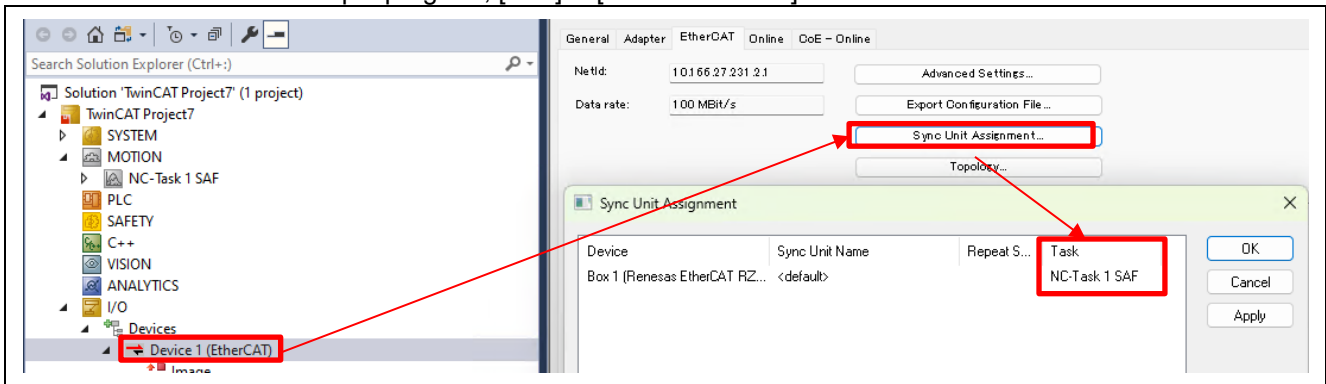 Search Solution Explorer (Ctrl+:)
Solution 'TwinCAT Project7' (1 project)
TwinCAT Project7
SYSTEM
MOTION
NC-Task 1 SAF
PLC
SAFETY
C++
VISION
ANALYTICS
I/O
Devices
Device 1 (EtherCAT)
Image
General Adapter EtherCAT Online CoE - Online
NetId: 10.166.27.231.2.1 Advanced Settings...
Data rate: 100 MBit/s Export Configuration File...
Sync Unit Assignment...
Topology...
Sync Unit Assignment
Device Sync Unit Name Repeat S... Task OK
Box 1 (Renesas EtherCAT RZ... <default> NC-Task 1 SAF Cancel
Apply